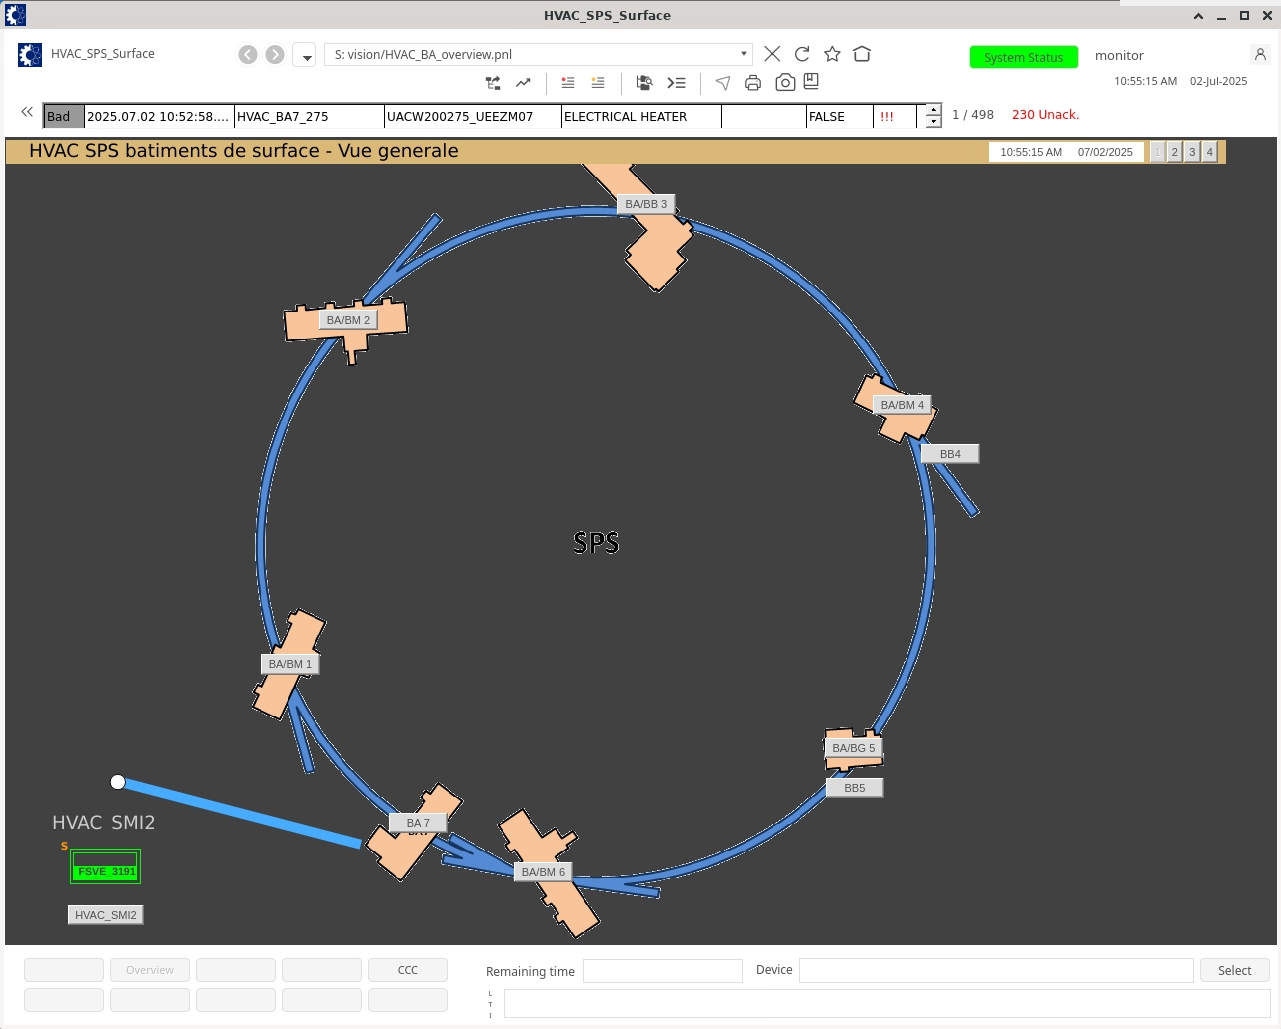 HVAC_SPS_Surface
HVAC_SPS_Surface
S: vision/HVAC_BA_overview.pnl
System Status
monitor
10:55:15 AM 02-Jul-2025
Bad 2025.07.02 10:52:58.... HVAC_BA7_275 UACW200275_UEEZM07 ELECTRICAL HEATER FALSE !!! 1 / 498 230 Unack.
HVAC SPS batiments de surface - Vue generale
10:55:15 AM 07/02/2025 1 2 3 4
BA/BB 3
BA/BM 2
BA/BM 4
BB4
SPS
BA/BM 1
BA/BG 5
BB5
BA 7
BA/BM 6
HVAC SMI2
S
FSVE_3191
HVAC_SMI2
Overview CCC
Remaining time Device Select
L
T
I